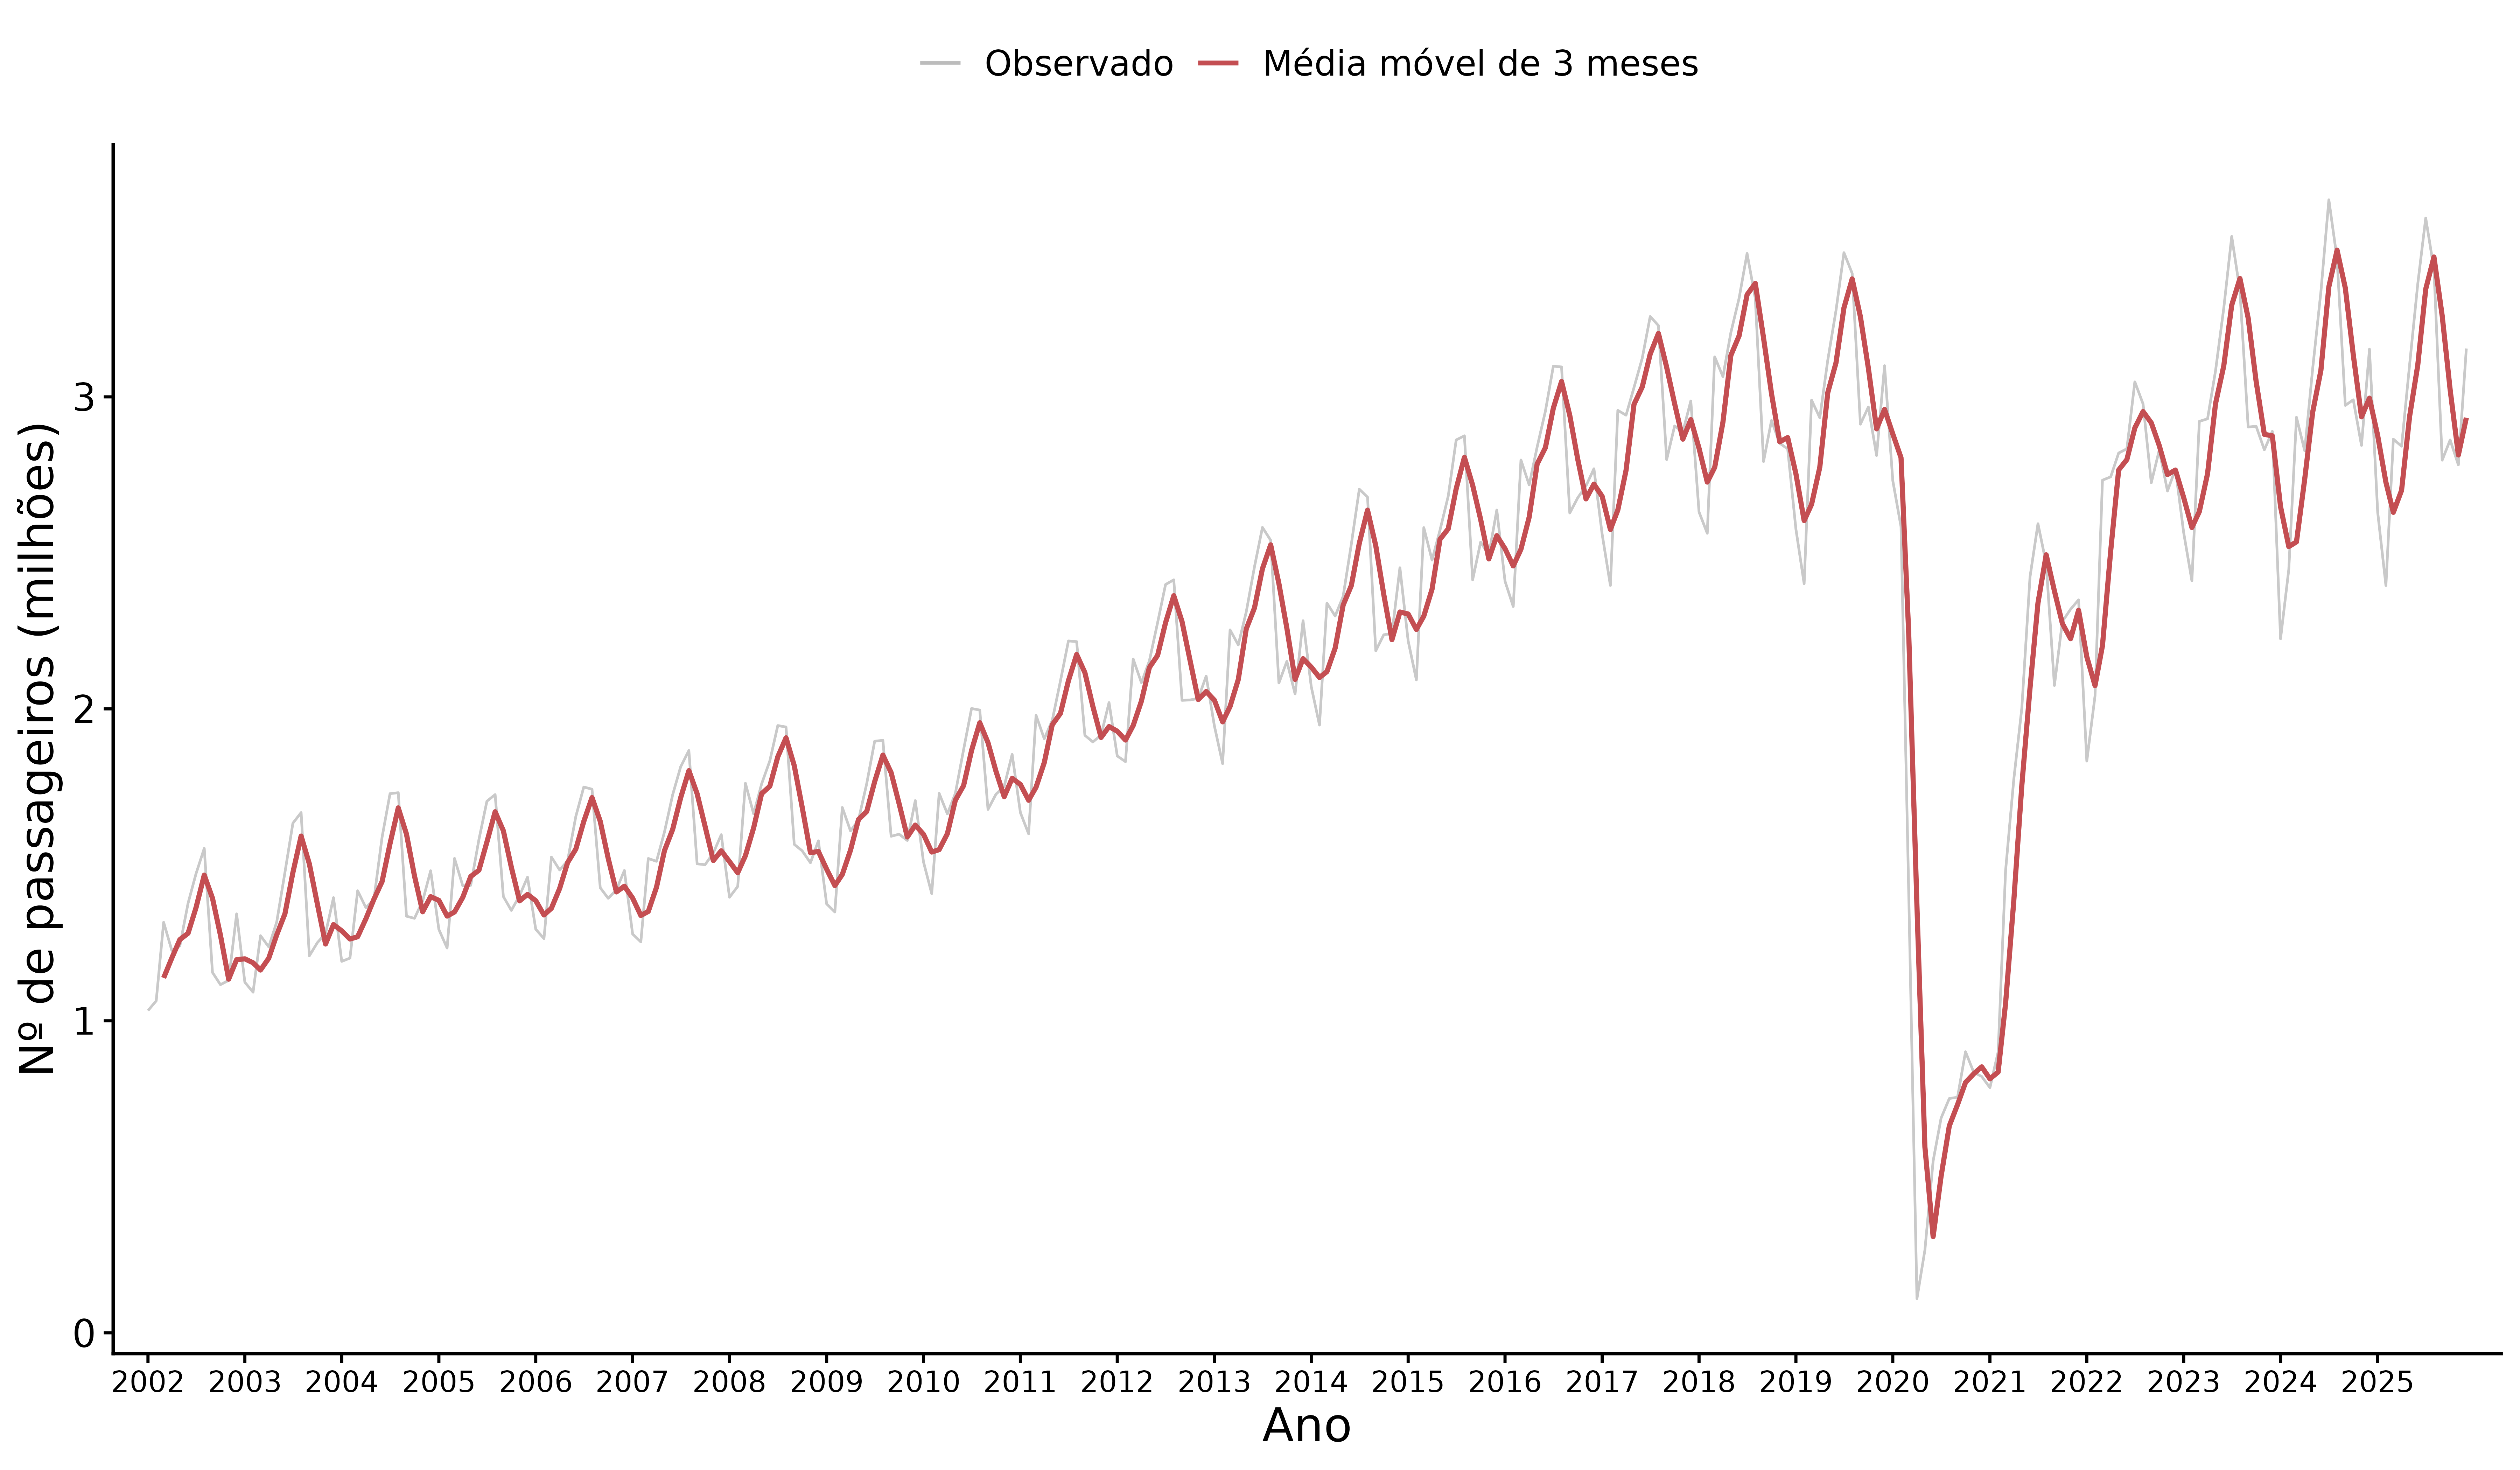 Observado Média móvel de 3 meses
Nº de passageiros (milhões)
3
2
1
0
2002 2003 2004 2005 2006 2007 2008 2009 2010 2011 2012 2013 2014 2015 2016 2017 2018 2019 2020 2021 2022 2023 2024 2025
Ano